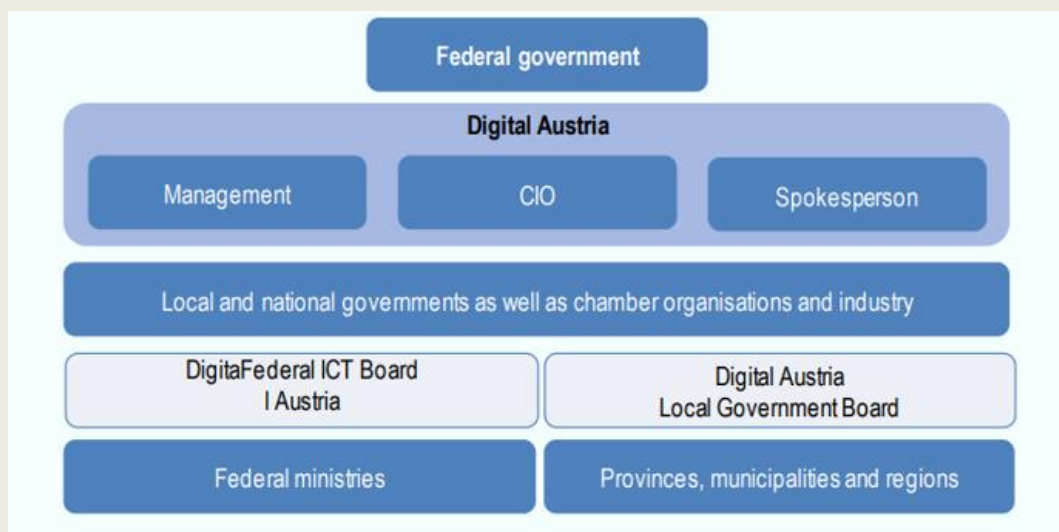 Federal government
Digital Austria
Management
CIO
Spokesperson
Local and national governments as well as chamber organisations and industry
DigitaFederal ICT Board
l Austria
Digital Austria
Local Government Board
Federal ministries
Provinces, municipalities and regions